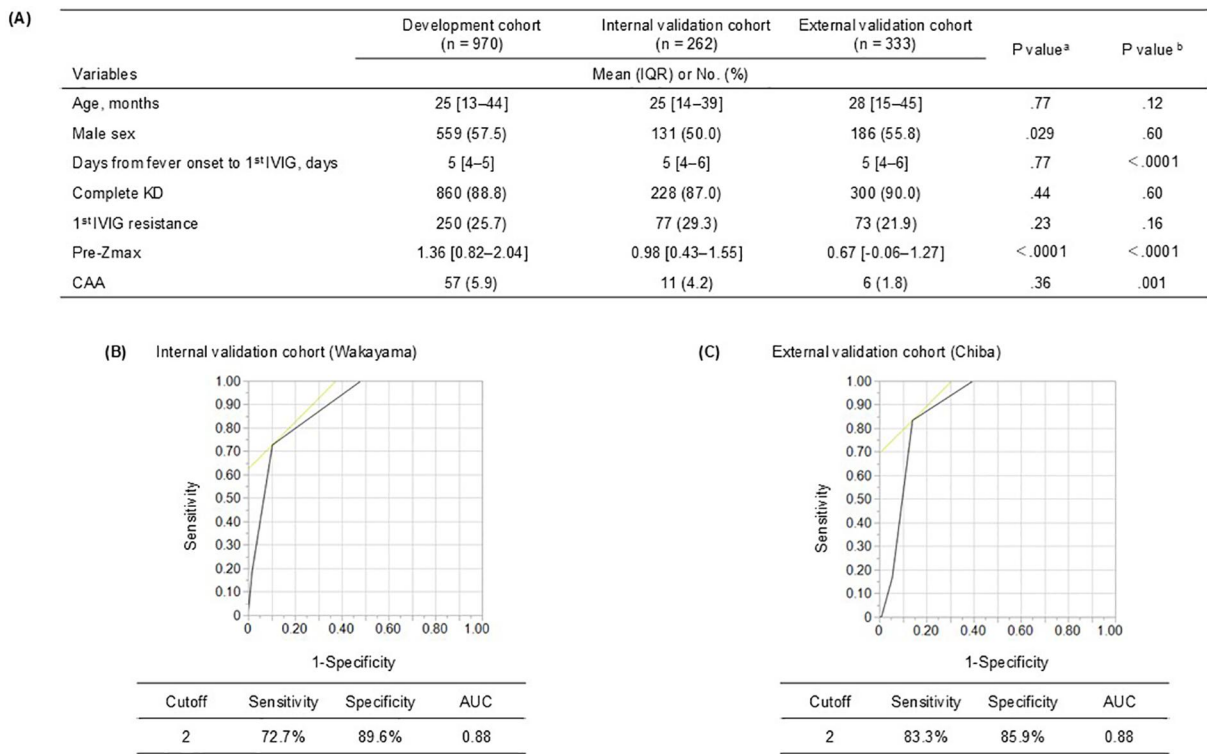 (A)
Development cohort (n = 970) Internal validation cohort (n = 262) External validation cohort (n = 333) P value a P value b
Variables Mean (IQR) or No. (%)
Age, months 25 [13–44] 25 [14–39] 28 [15–45] .77 .12
Male sex 559 (57.5) 131 (50.0) 186 (55.8) .029 .60
Days from fever onset to 1st IVIG, days 5 [4–5] 5 [4–6] 5 [4–6] .77 <.0001
Complete KD 860 (88.8) 228 (87.0) 300 (90.0) .44 .60
1st IVIG resistance 250 (25.7) 77 (29.3) 73 (21.9) .23 .16
Pre-Zmax 1.36 [0.82–2.04] 0.98 [0.43–1.55] 0.67 [-0.06–1.27] <.0001 <.0001
CAA 57 (5.9) 11 (4.2) 6 (1.8) .36 .001
(B) Internal validation cohort (Wakayama)
1.00
0.90
0.80
0.70
0.60
0.50
0.40
0.30
0.20
0.10
0
Sensitivity
0 0.20 0.40 0.60 0.80 1.00
1-Specificity
Cutoff Sensitivity Specificity AUC
2 72.7% 89.6% 0.88
(C) External validation cohort (Chiba)
1.00
0.90
0.80
0.70
0.60
0.50
0.40
0.30
0.20
0.10
0
Sensitivity
0 0.20 0.40 0.60 0.80 1.00
1-Specificity
Cutoff Sensitivity Specificity AUC
2 83.3% 85.9% 0.88